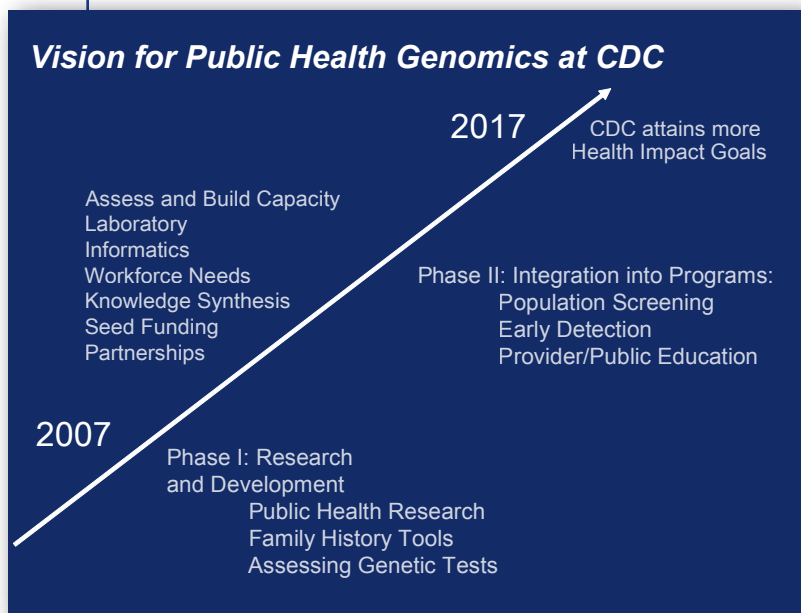 Vision for Public Health Genomics at CDC
2017
CDC attains more
Health Impact Goals
Assess and Build Capacity
Laboratory
Informatics
Workforce Needs
Knowledge Synthesis
Seed Funding
Partnerships
Phase II: Integration into Programs:
Population Screening
Early Detection
Provider/Public Education
2007
Phase I: Research
and Development
Public Health Research
Family History Tools
Assessing Genetic Tests